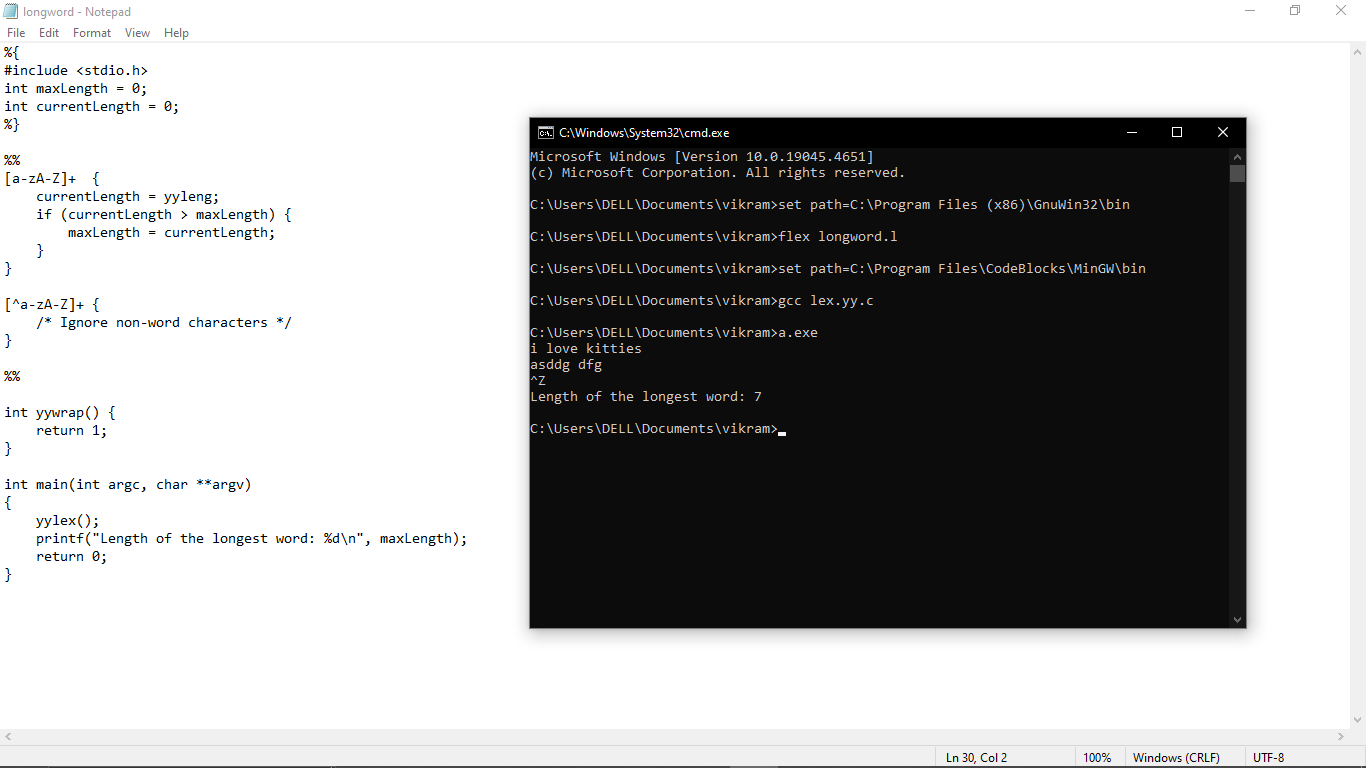 longword - Notepad
File Edit Format View Help
%{
#include <stdio.h>
int maxLength = 0;
int currentLength = 0;
%}
%%
[a-zA-Z]+  {
    currentLength = yyleng;
    if (currentLength > maxLength) {
        maxLength = currentLength;
    }
}
[^a-zA-Z]+ {
    /* Ignore non-word characters */
}
%%
int yywrap() {
    return 1;
}
int main(int argc, char **argv)
{
    yylex();
    printf("Length of the longest word: %d\n", maxLength);
    return 0;
}
C:\Windows\System32\cmd.exe
Microsoft Windows [Version 10.0.19045.4651]
(c) Microsoft Corporation. All rights reserved.
C:\Users\DELL\Documents\vikram>set path=C:\Program Files (x86)\GnuWin32\bin
C:\Users\DELL\Documents\vikram>flex longword.l
C:\Users\DELL\Documents\vikram>set path=C:\Program Files\CodeBlocks\MinGW\bin
C:\Users\DELL\Documents\vikram>gcc lex.yy.c
C:\Users\DELL\Documents\vikram>a.exe
i love kitties
asddg dfg
^Z
Length of the longest word: 7
C:\Users\DELL\Documents\vikram>
Ln 30, Col 2 100% Windows (CRLF) UTF-8